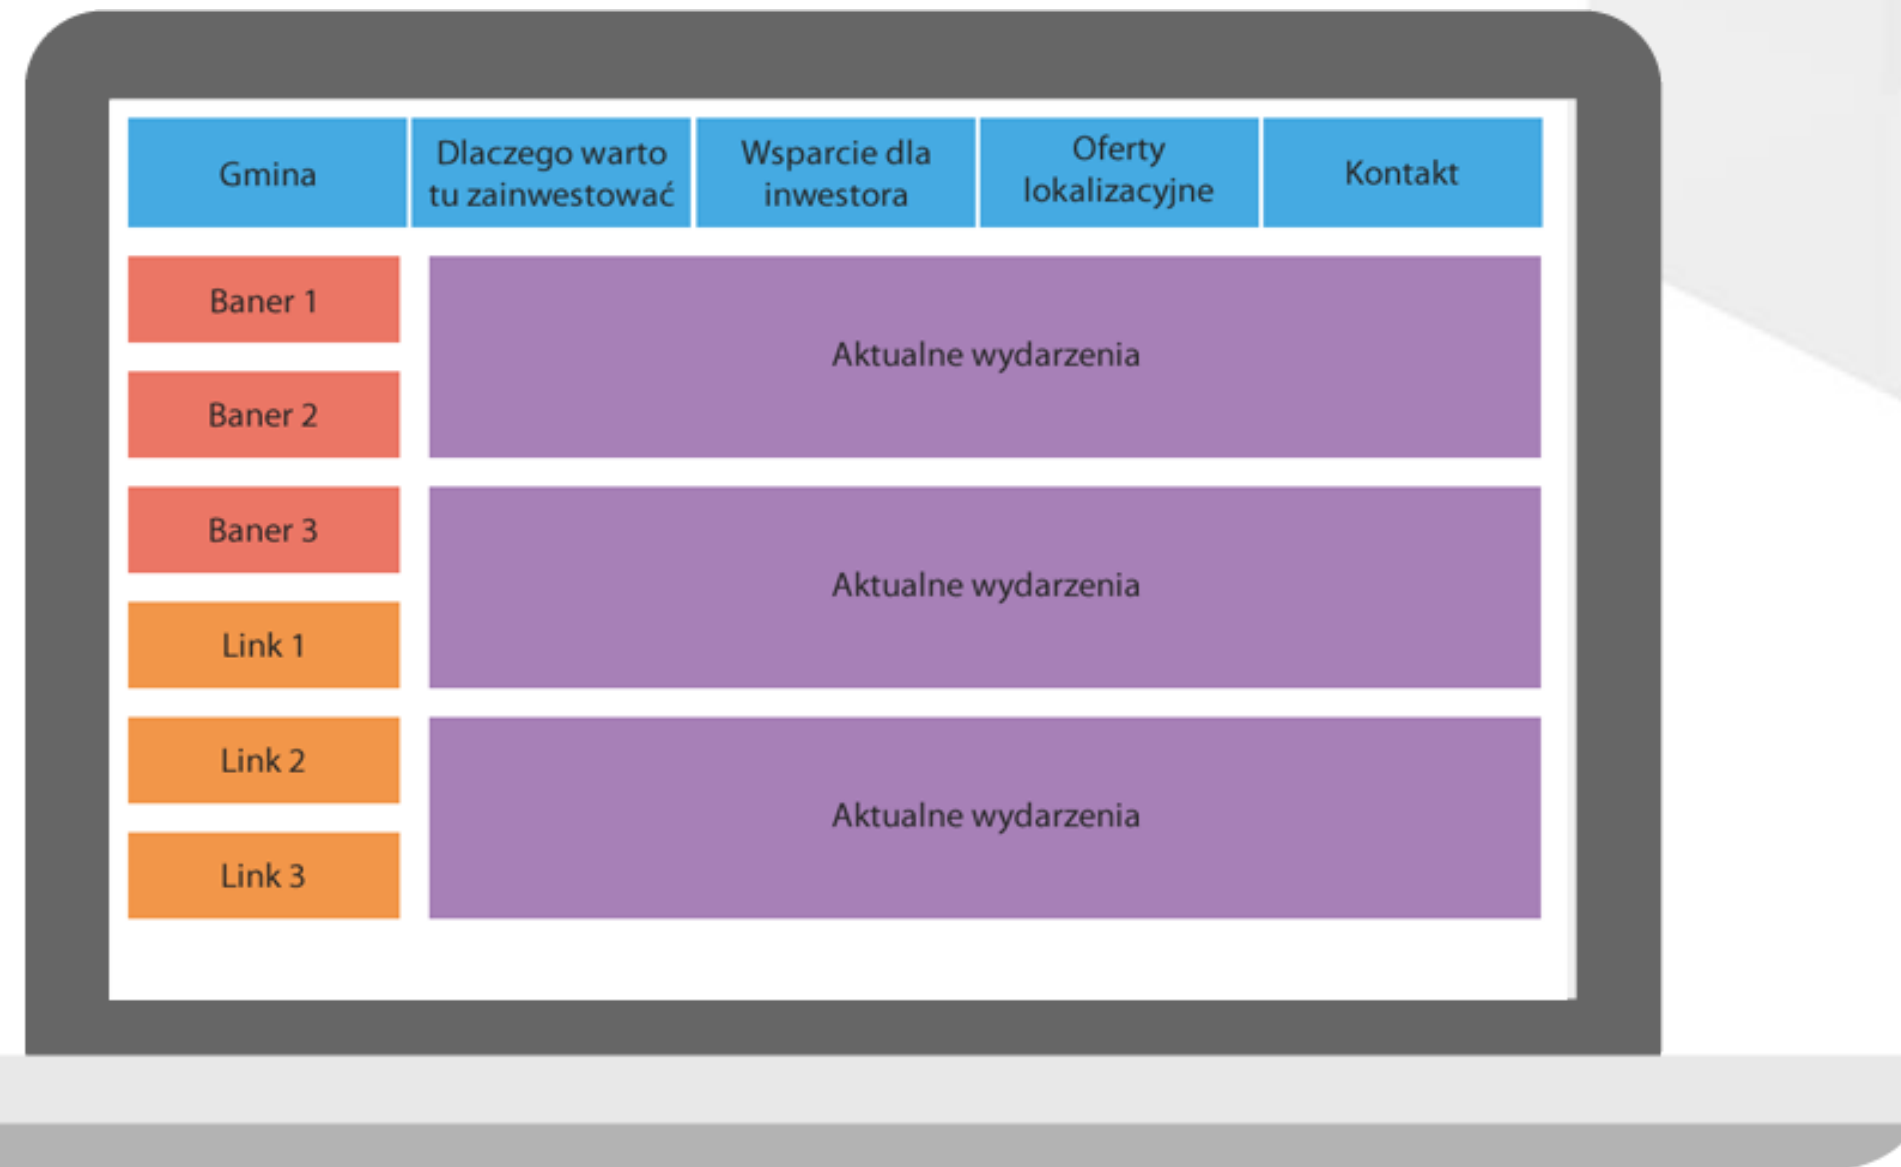 Gmina
Dlaczego warto
tu zainwestować
Wsparcie dla
inwestora
Oferty
lokalizacyjne
Kontakt
Baner 1
Baner 2
Baner 3
Link 1
Link 2
Link 3
Aktualne wydarzenia
Aktualne wydarzenia
Aktualne wydarzenia